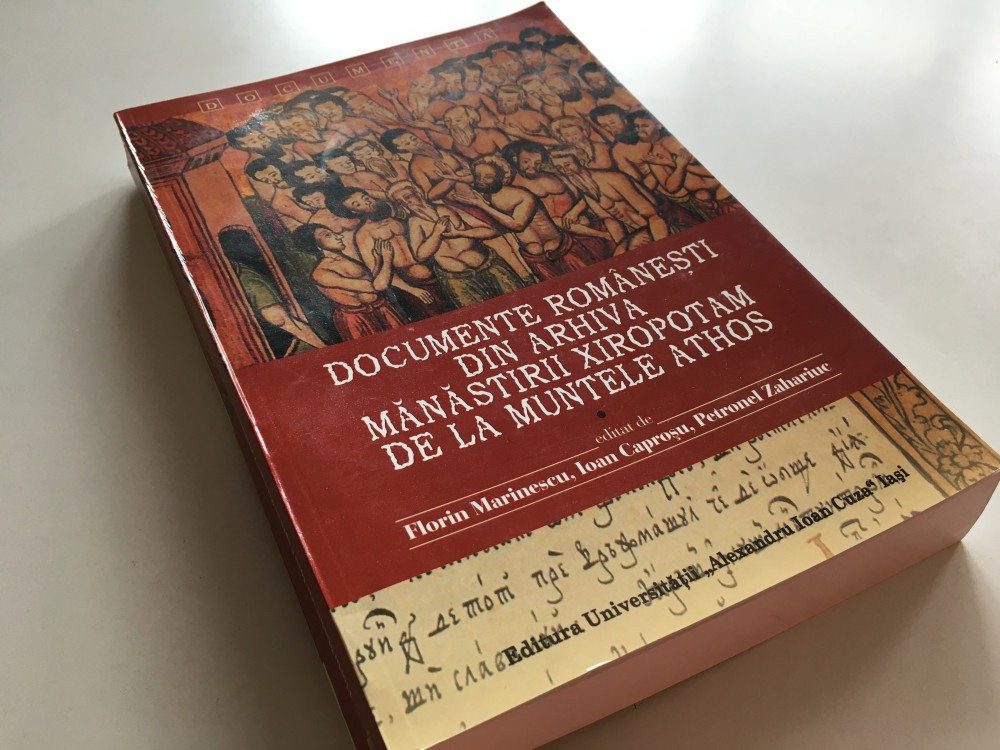 DOCUMENTA
DOCUMENTE ROMÂNEȘTI
DIN ARHIVA
MĂNĂSTIRII XIROPOTAM
DE LA MUNTELE ATHOS
editat de
Florin Marinescu, Ioan Caproșu, Petronel Zahariuc
Editura Universității „Alexandru Ioan Cuza“ Iași